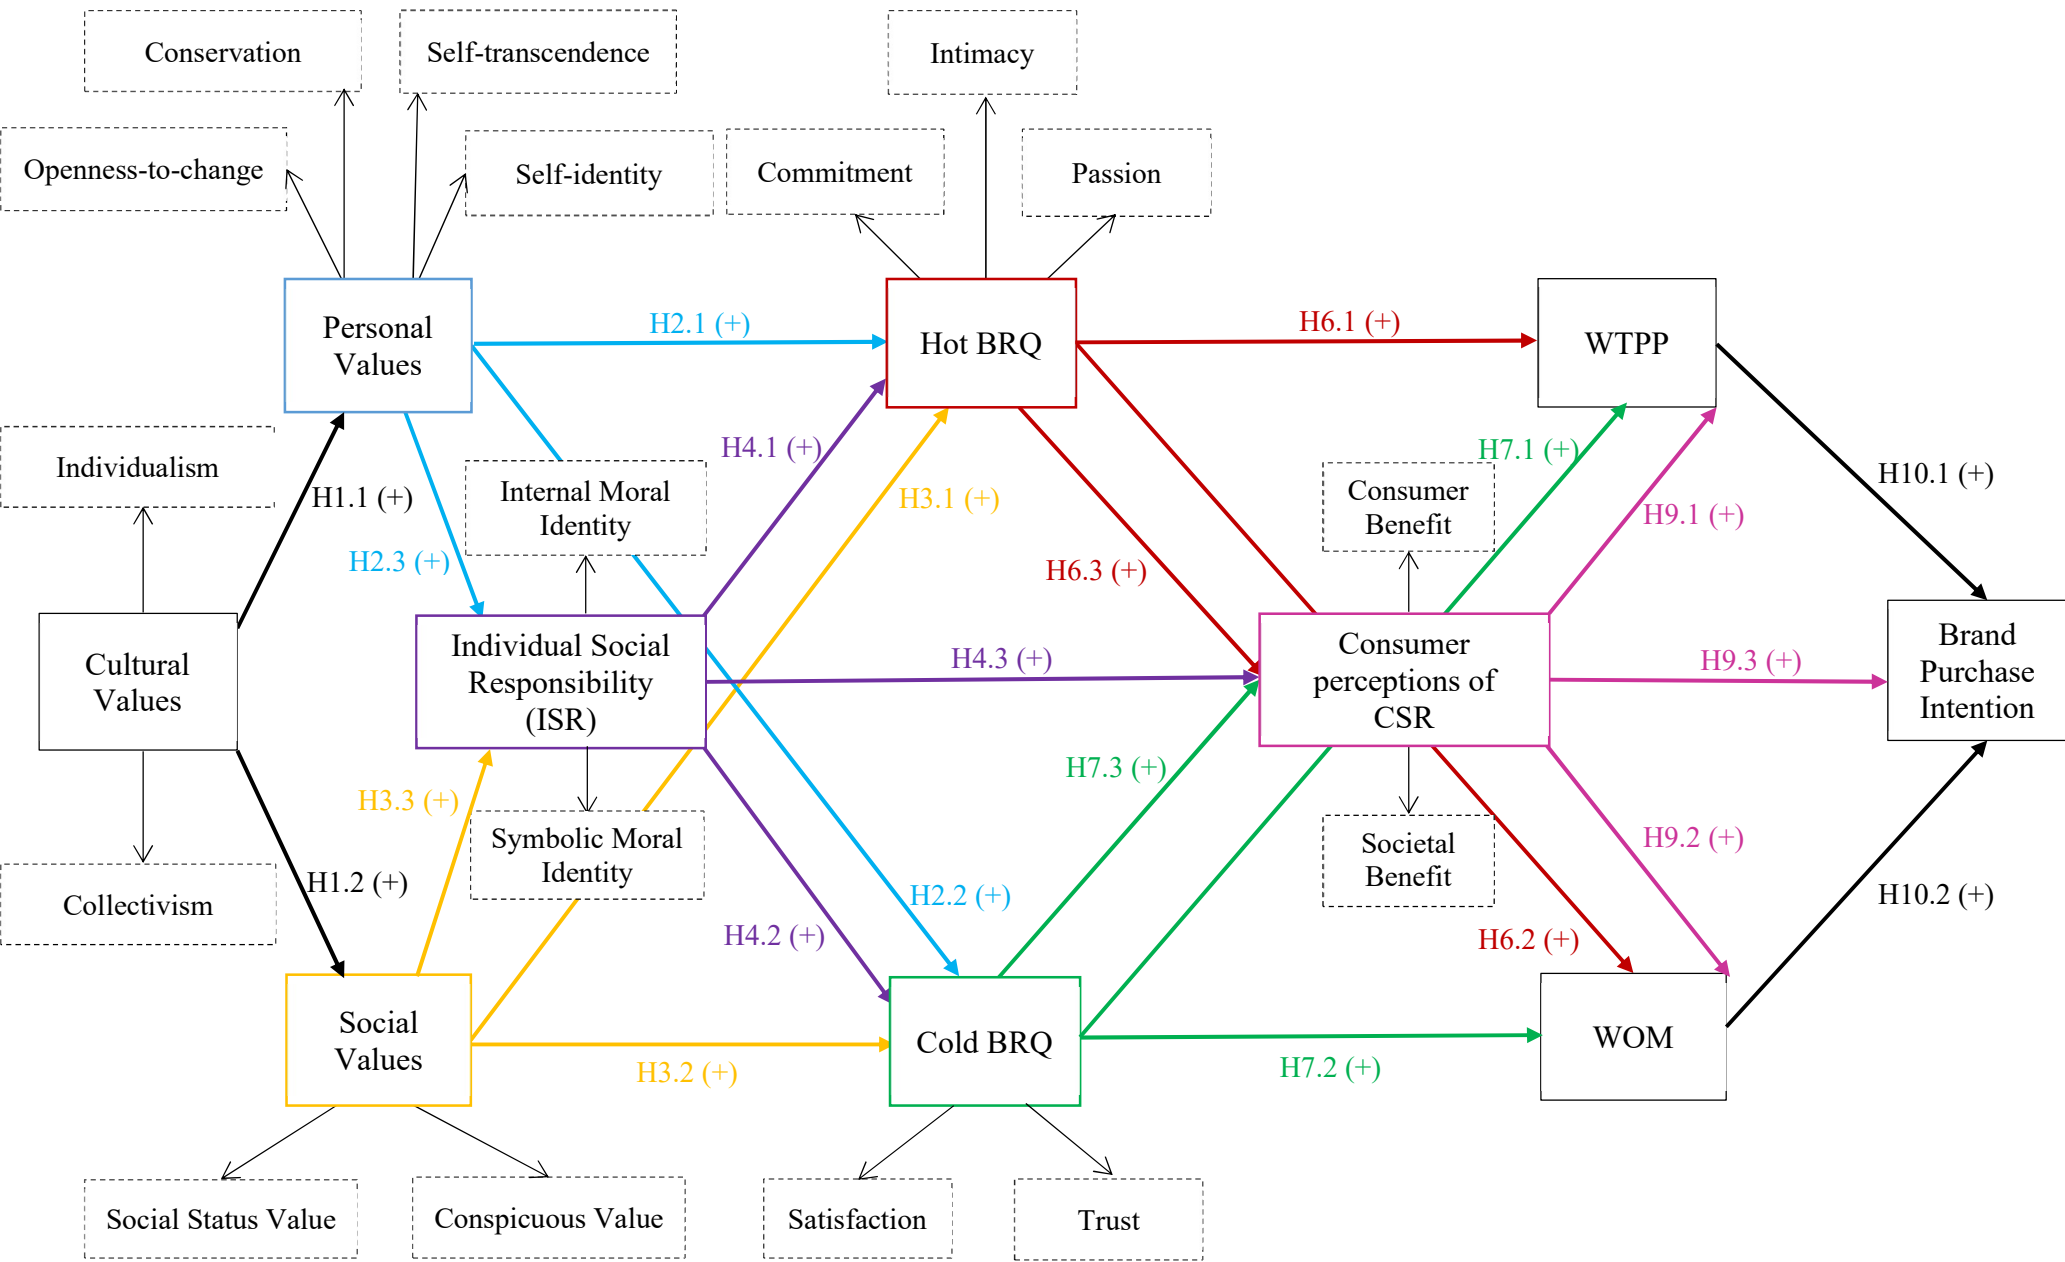 Conservation
Self-transcendence
Intimacy
Openness-to-change
Self-identity
Commitment
Passion
Personal
Values
H2.1 (+)
Hot BRQ
H6.1 (+)
WTPP
Individualism
H1.1 (+)
H2.3 (+)
Internal Moral
Identity
H4.1 (+)
H3.1 (+)
H6.3 (+)
Consumer
Benefit
H7.1 (+)
H9.1 (+)
H10.1 (+)
Cultural
Values
Individual Social
Responsibility
(ISR)
H4.3 (+)
Consumer
perceptions of
CSR
H9.3 (+)
Brand
Purchase
Intention
H3.3 (+)
Symbolic Moral
Identity
H7.3 (+)
Societal
Benefit
H9.2 (+)
Collectivism
H1.2 (+)
H4.2 (+)
H2.2 (+)
H6.2 (+)
H10.2 (+)
Social
Values
H3.2 (+)
Cold BRQ
H7.2 (+)
WOM
Social Status Value
Conspicuous Value
Satisfaction
Trust